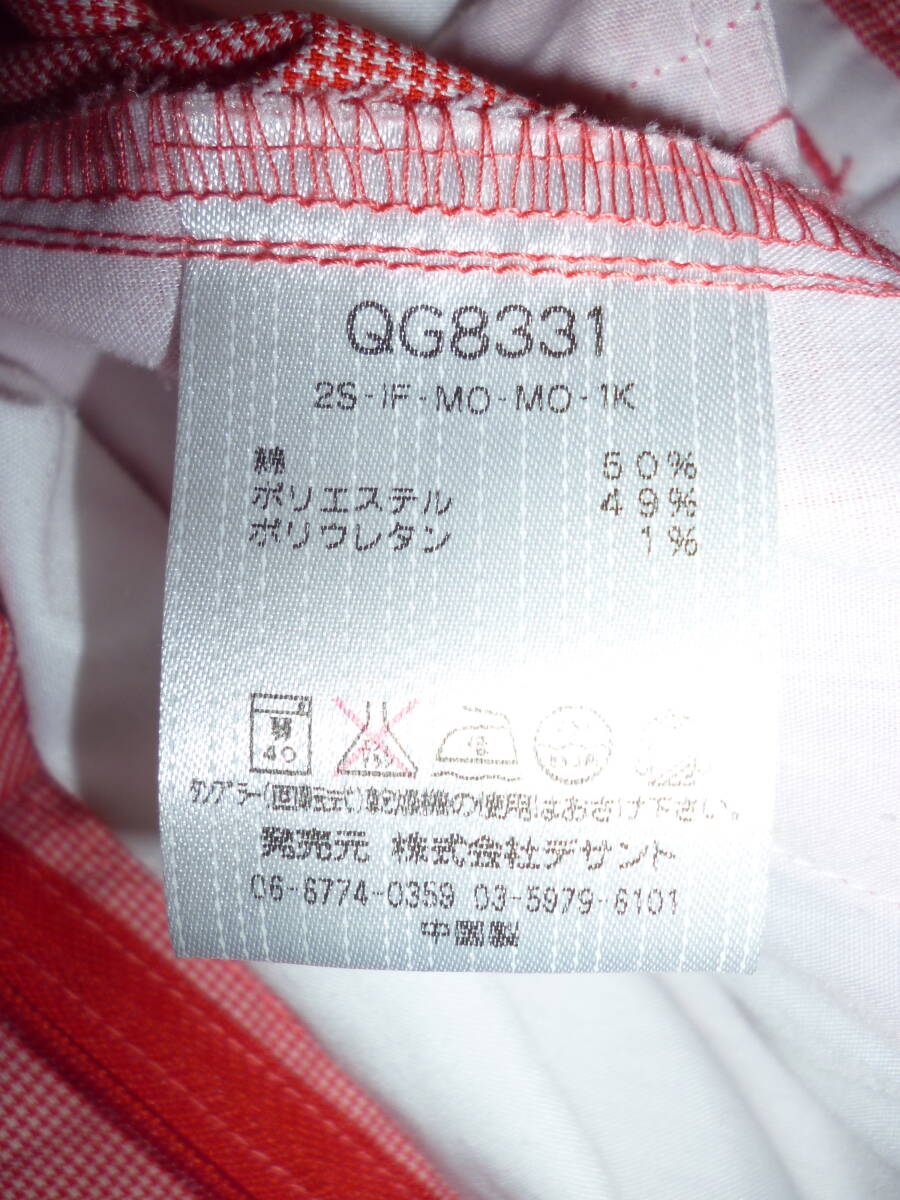 QG8331
2S-IF-MO-MO-1K
綿 50%
ポリエステル 49%
ポリウレタン 1%
弱 40 中
タンブラー(回転式)乾燥機の使用はおさけ下さい。
発売元 株式会社デサント
06-6774-0359 03-5979-6101
中国製